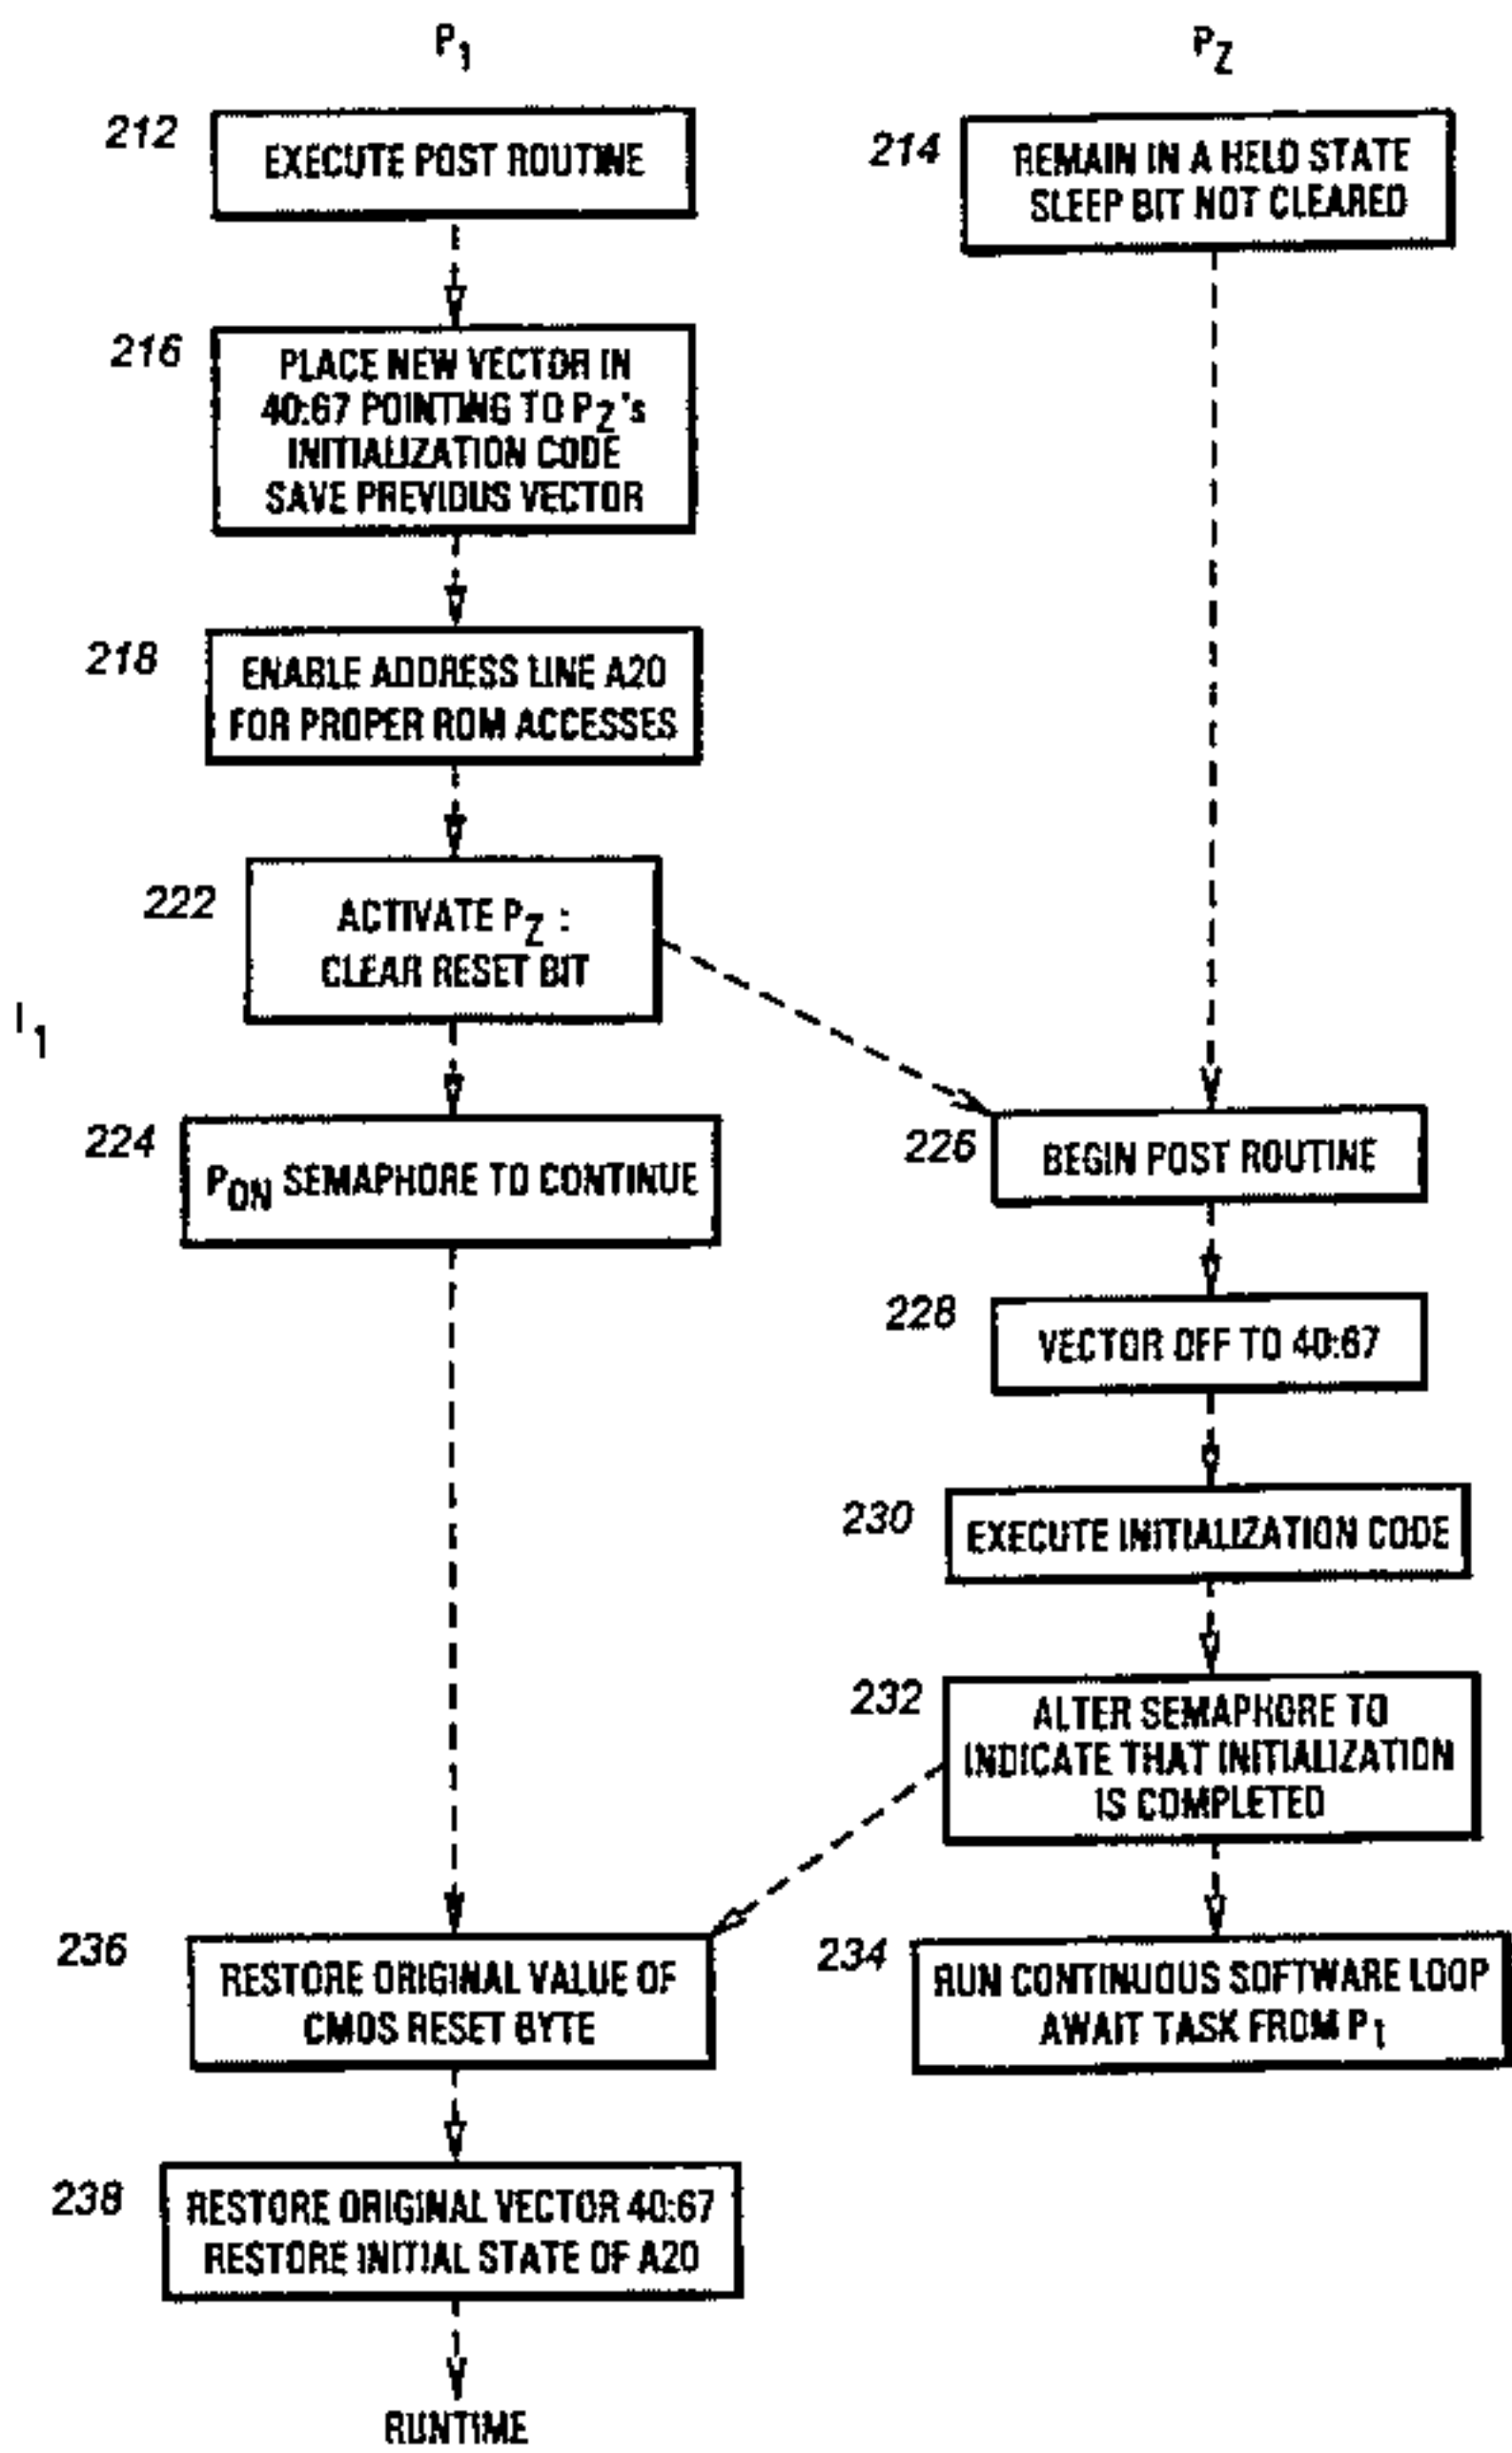 P1
P2
212
EXECUTE POST ROUTINE
214
REMAIN IN A HELD STATE
SLEEP BIT NOT CLEARED
216
PLACE NEW VECTOR IN
40:67 POINTING TO P2's
INITIALIZATION CODE
SAVE PREVIOUS VECTOR
218
ENABLE ADDRESS LINE A20
FOR PROPER ROM ACCESSES
222
ACTIVATE P2 :
CLEAR RESET BIT
1
224
PON SEMAPHORE TO CONTINUE
226
BEGIN POST ROUTINE
228
VECTOR OFF TO 40:67
230
EXECUTE INITIALIZATION CODE
232
ALTER SEMAPHORE TO
INDICATE THAT INITIALIZATION
IS COMPLETED
236
RESTORE ORIGINAL VALUE OF
CMOS RESET BYTE
234
RUN CONTINUOUS SOFTWARE LOOP
AWAIT TASK FROM P1
238
RESTORE ORIGINAL VECTOR 40:67
RESTORE INITIAL STATE OF A20
RUNTIME